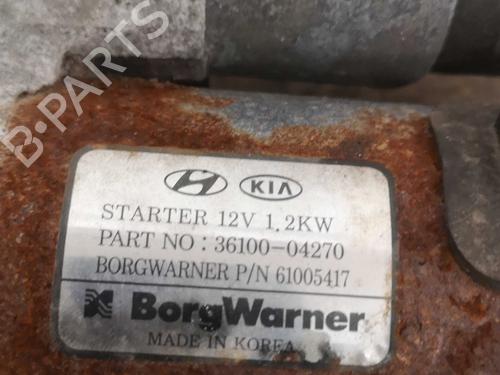 B-Parts
KIA
STARTER 12V 1.2KW
PART NO : 36100-04270
BORGWARNER P/N 61005417
BorgWarner
MADE IN KOREA